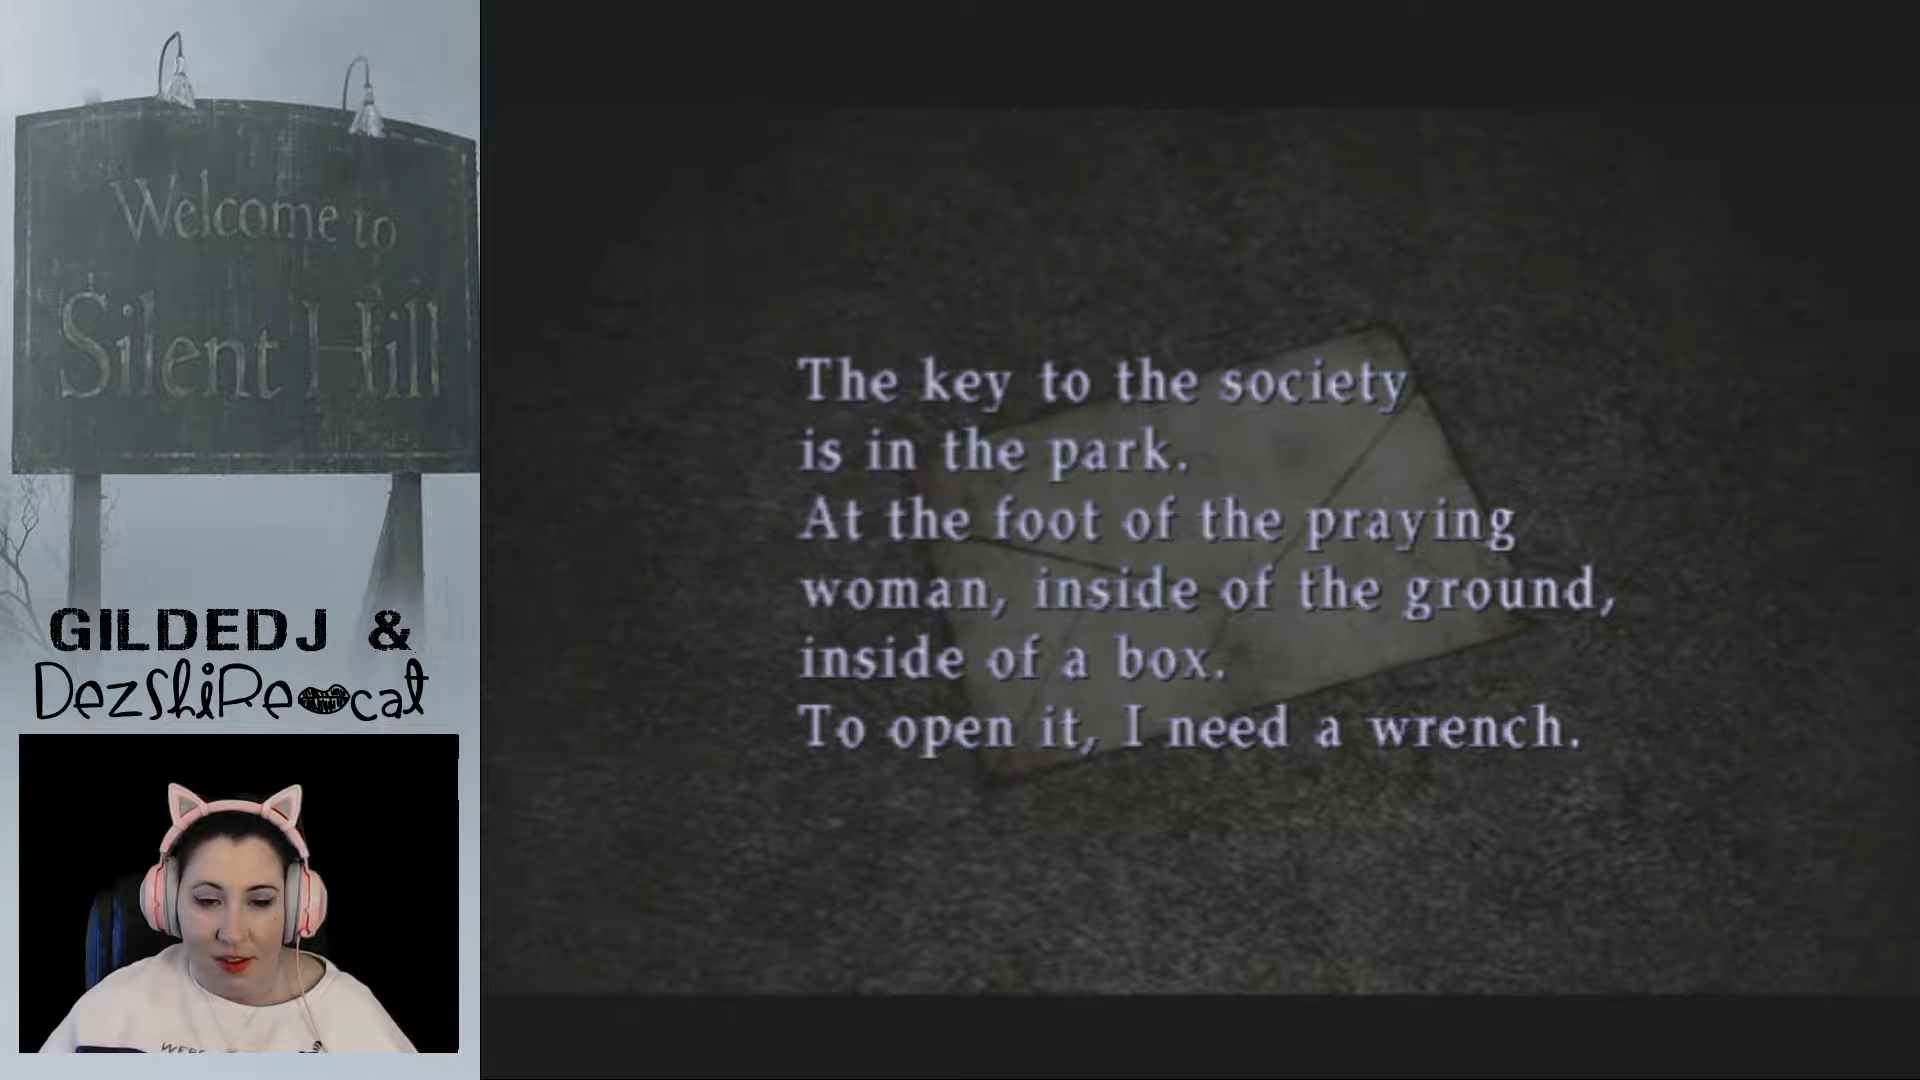 Welcome to
Silent Hill
GILDEDJ &
DezShiRe cat
The key to the society
is in the park.
At the foot of the praying
woman, inside of the ground,
inside of a box.
To open it, I need a wrench.